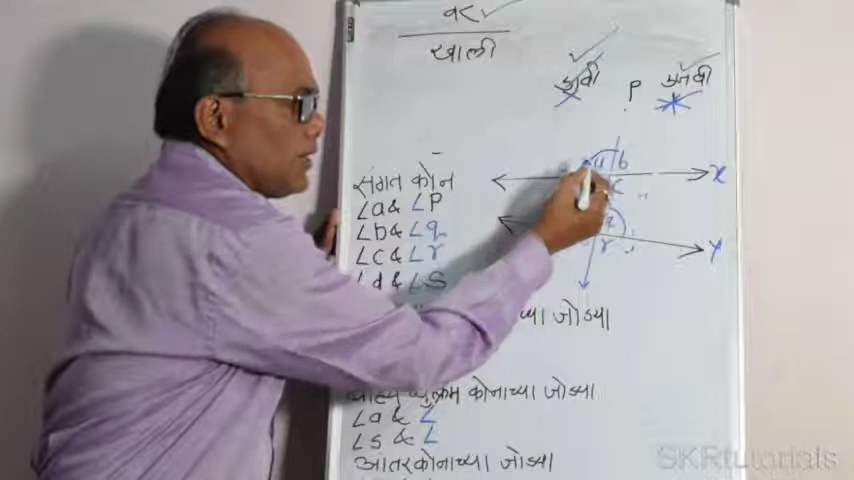 वर
खाली
डावी
P
उजवी
a b
संगत कोन
c
x
∠a & ∠P
∠b & ∠q
q
∠c & ∠r
r
y
∠d & ∠S
च्या जोड्या
बाह्य व्युत्क्रम कोनाच्या जोड्या
∠a & ∠
∠s & ∠
आंतरकोनाच्या जोड्या
SKRtutorials